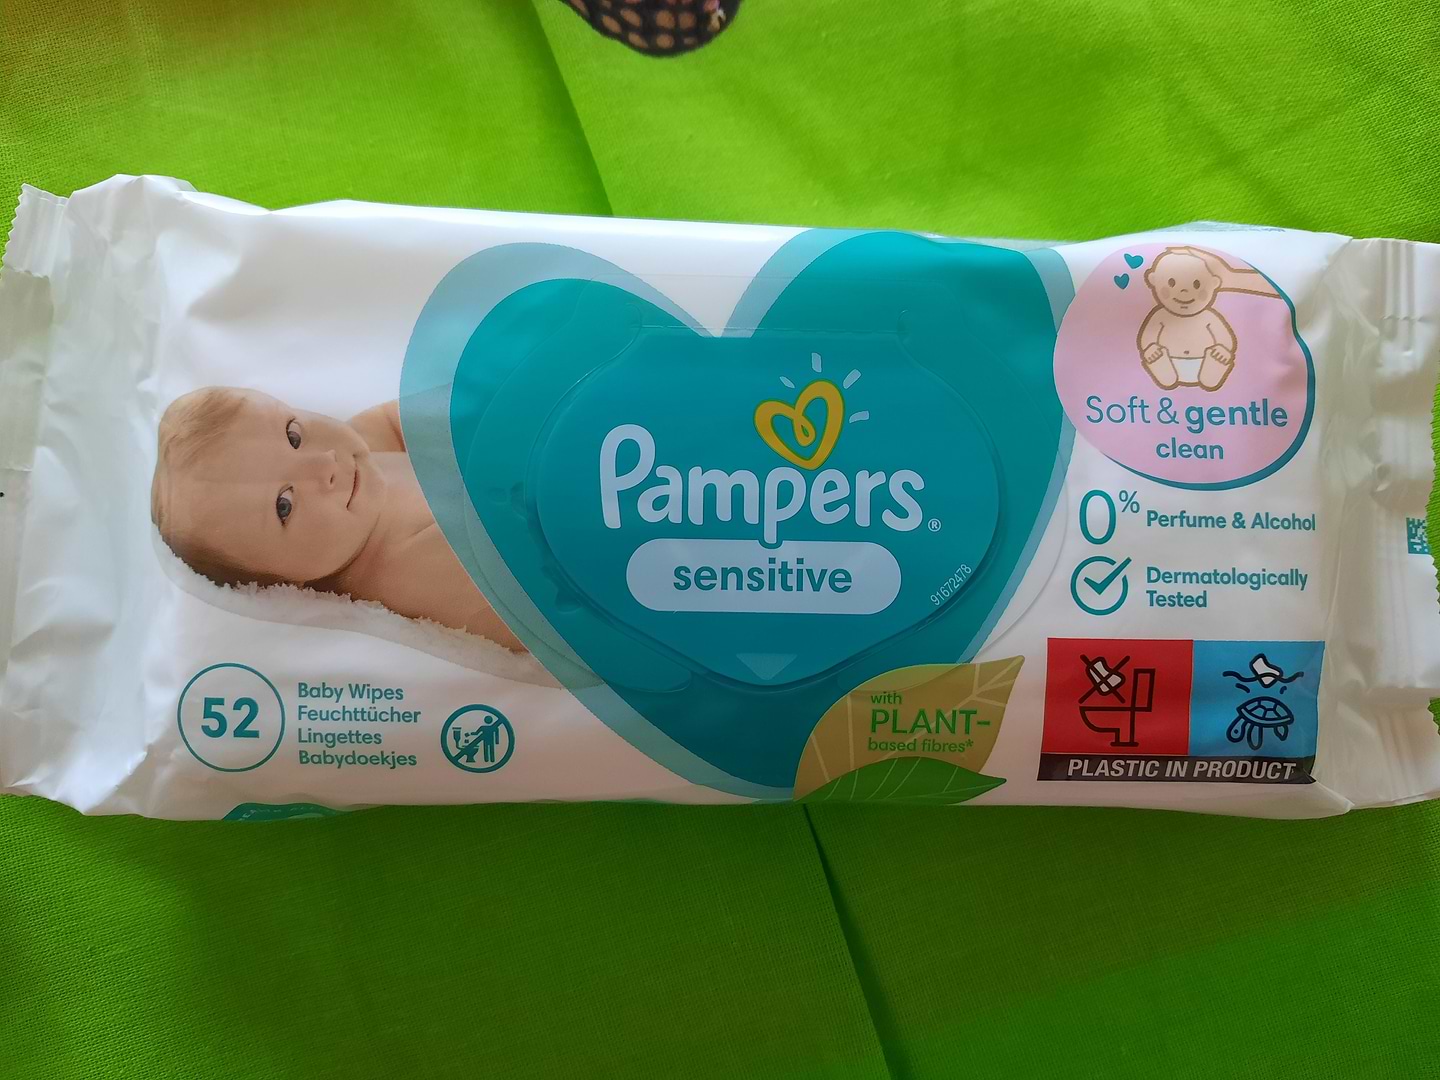 Pampers®
sensitive
91672478
Soft & gentle
clean
0% Perfume & Alcohol
Dermatologically
Tested
52
Baby Wipes
Feuchttücher
Lingettes
Babydoekjes
with
PLANT-
based fibres*
PLASTIC IN PRODUCT